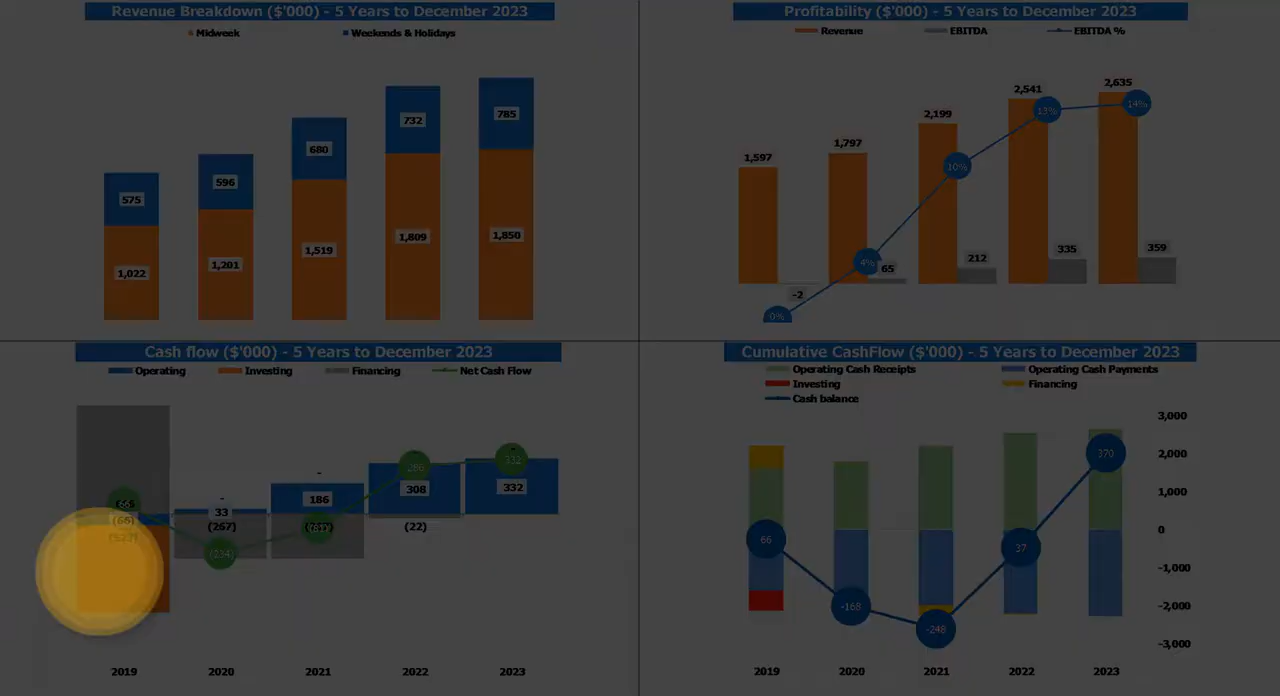 Revenue Breakdown ($'000) - 5 Years to December 2023
Midweek Weekends & Holidays
575 596 680 732 785
1,022 1,201 1,519 1,809 1,850
Profitability ($'000) - 5 Years to December 2023
Revenue EBITDA EBITDA %
1,597 1,797 2,199 2,541 2,635
0% 4% 10% 13% 14%
-2 65 212 335 359
Cash flow ($'000) - 5 Years to December 2023
Operating Investing Financing Net Cash Flow
66 - - 286 332
(66) 33 186 308 332
(267) (22)
(234)
2019 2020 2021 2022 2023
Cumulative CashFlow ($'000) - 5 Years to December 2023
Operating Cash Receipts Operating Cash Payments
Investing Financing
Cash balance
3,000
2,000
1,000
0
-1,000
-2,000
-3,000
66 -168 -248 37 370
2019 2020 2021 2022 2023